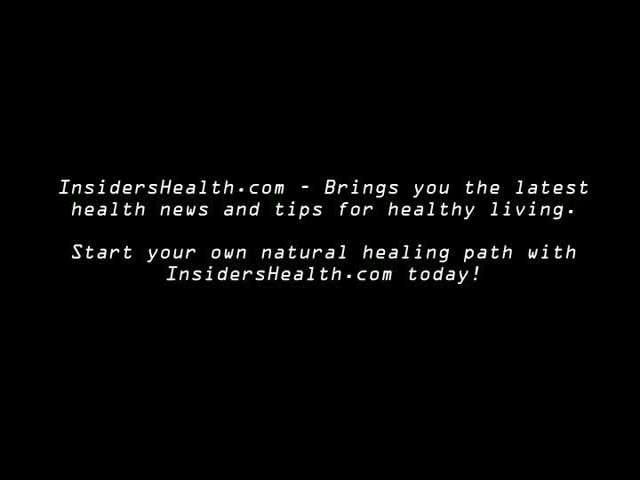 InsidersHealth.com - Brings you the latest
health news and tips for healthy living.
Start your own natural healing path with
InsidersHealth.com today!